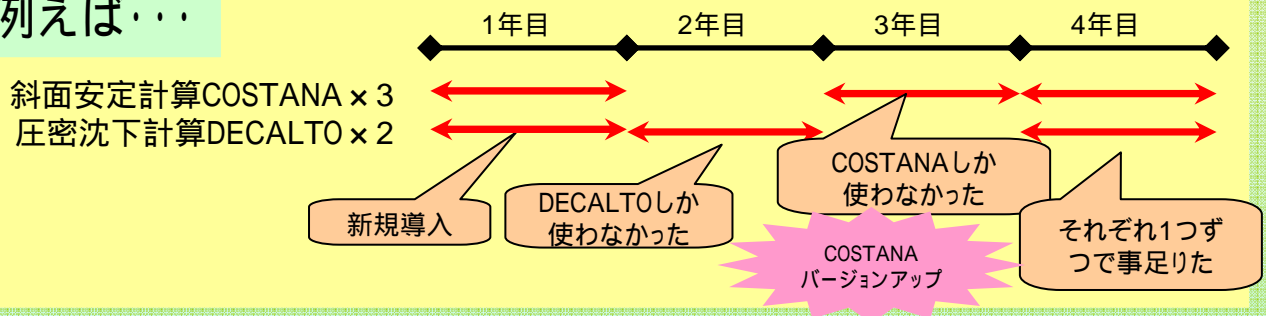 例えば･･･
1年目 2年目 3年目 4年目
斜面安定計算COSTANA×3
圧密沈下計算DECALTO×2
新規導入
DECALTOしか
使わなかった
COSTANAしか
使わなかった
COSTANA
バージョンアップ
それぞれ1つず
つで事足りた